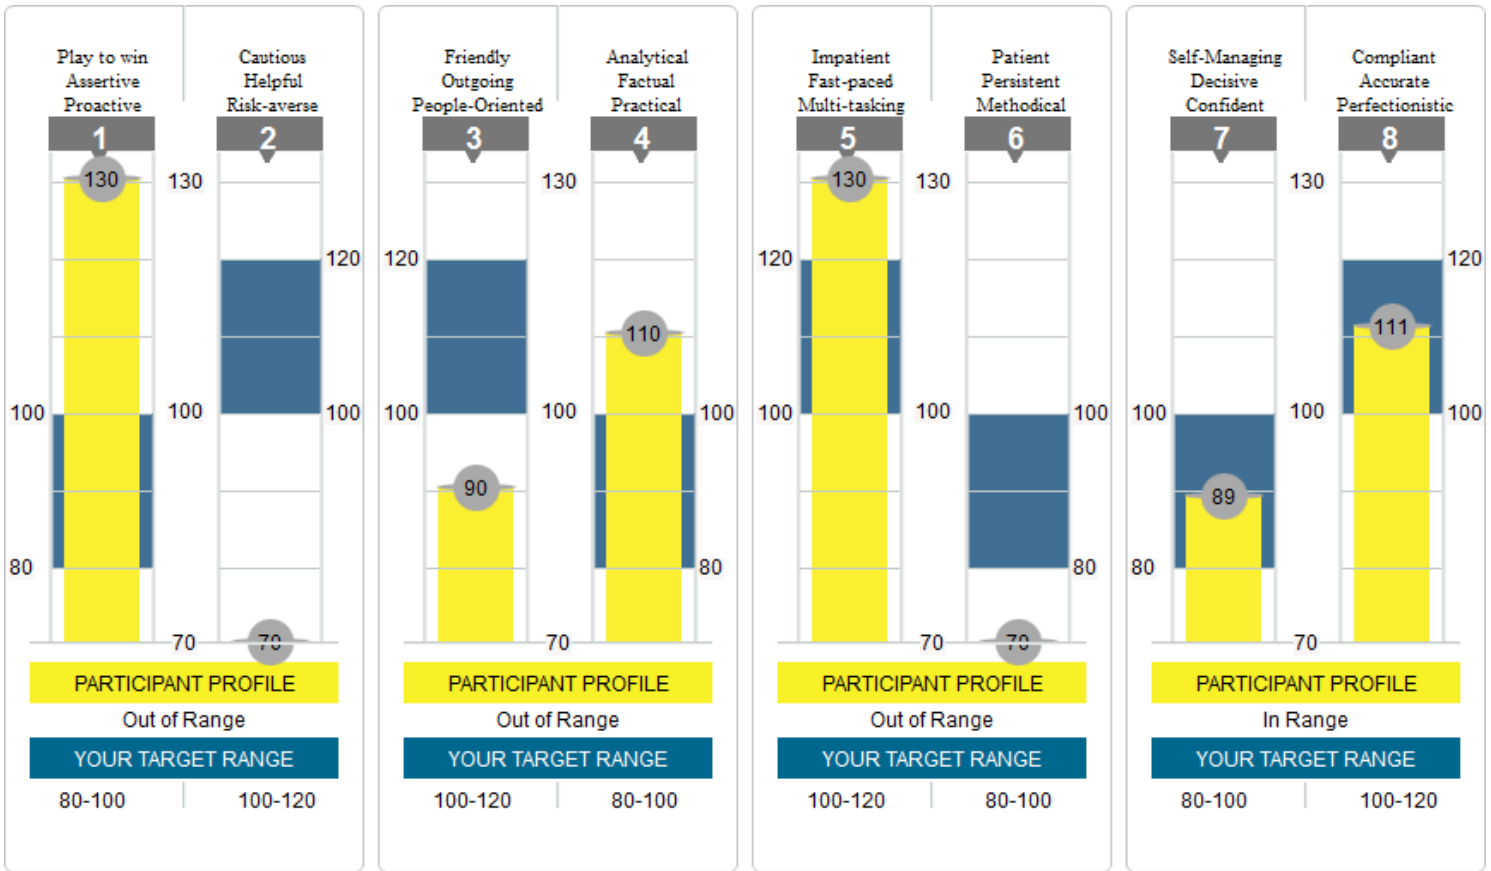 Play to win
Assertive
Proactive
Cautious
Helpful
Risk-averse
1
2
130
130
120
100
100
100
80
70
70
PARTICIPANT PROFILE
Out of Range
YOUR TARGET RANGE
80-100
100-120
Friendly
Outgoing
People-Oriented
Analytical
Factual
Practical
3
4
130
120
110
100
100
100
90
80
70
PARTICIPANT PROFILE
Out of Range
YOUR TARGET RANGE
100-120
80-100
Impatient
Fast-paced
Multi-tasking
Patient
Persistent
Methodical
5
6
130
130
120
100
100
100
80
70
70
PARTICIPANT PROFILE
Out of Range
YOUR TARGET RANGE
100-120
80-100
Self-Managing
Decisive
Confident
Compliant
Accurate
Perfectionistic
7
8
130
120
111
100
100
100
89
80
70
PARTICIPANT PROFILE
In Range
YOUR TARGET RANGE
80-100
100-120